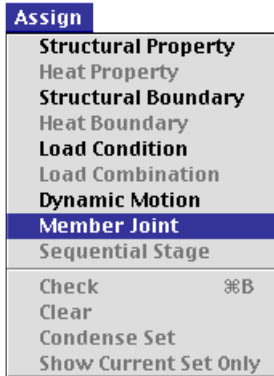 Assign
Structural Property
Heat Property
Structural Boundary
Heat Boundary
Load Condition
Load Combination
Dynamic Motion
Member Joint
Sequential Stage
Check ⌘B
Clear
Condense Set
Show Current Set Only